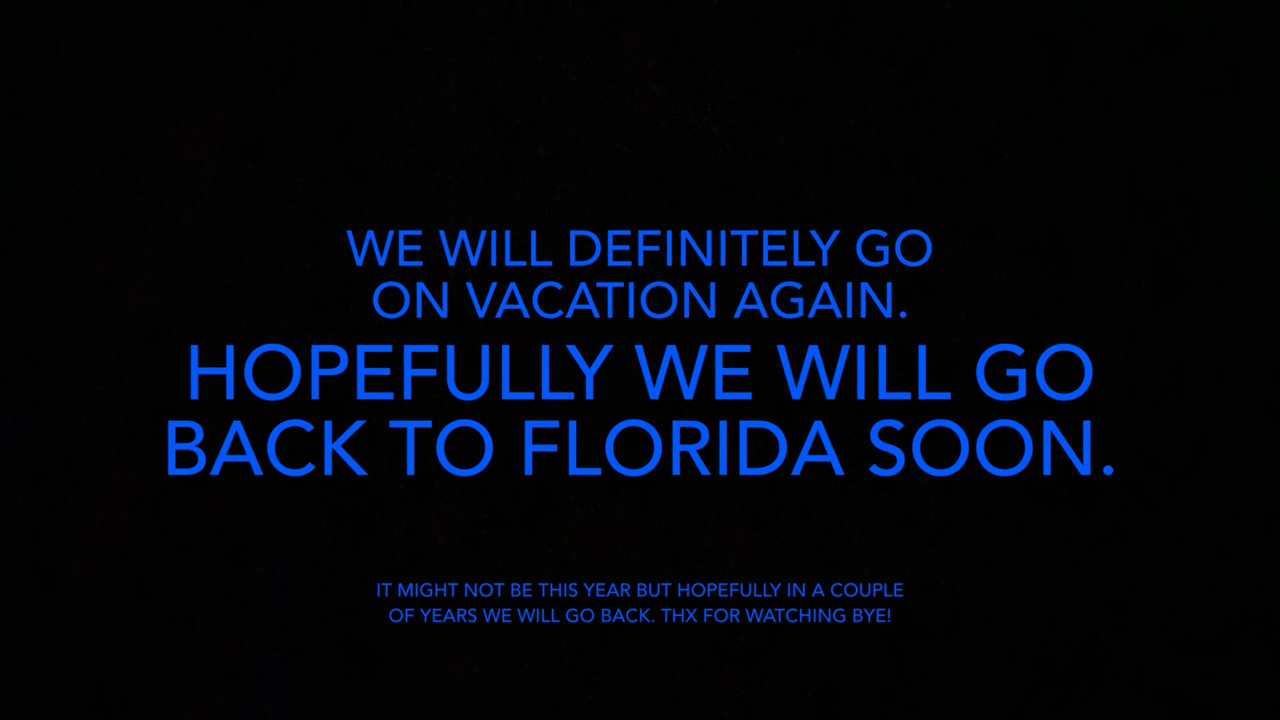 WE WILL DEFINITELY GO
ON VACATION AGAIN.
HOPEFULLY WE WILL GO
BACK TO FLORIDA SOON.
IT MIGHT NOT BE THIS YEAR BUT HOPEFULLY IN A COUPLE
OF YEARS WE WILL GO BACK. THX FOR WATCHING BYE!